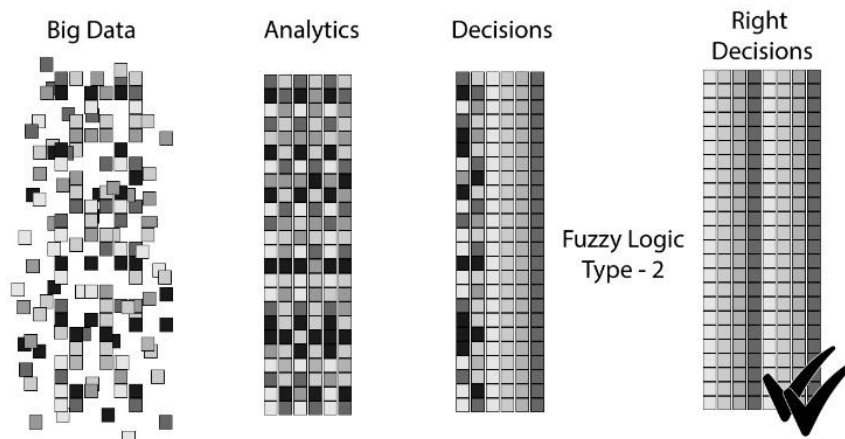 Big Data
Analytics
Decisions
Right
Decisions
Fuzzy Logic
Type - 2